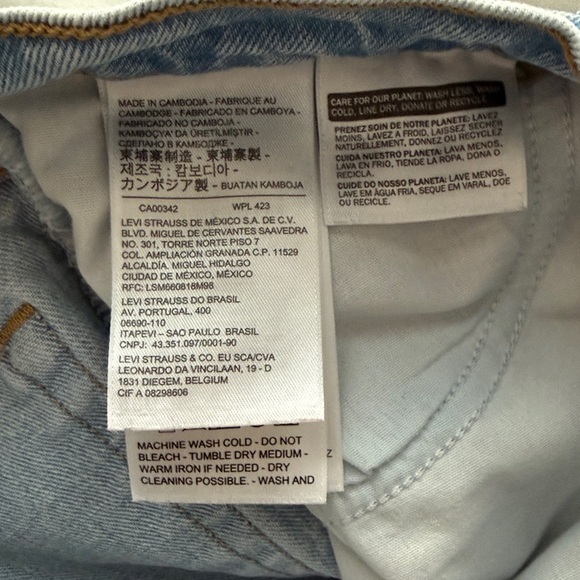 MADE IN CAMBODIA - FABRIQUE AU
CAMBODGE - FABRICADO EN CAMBOYA -
FABRICADO NO CAMBOJA -
KAMBOÇYA' DA ÜRETİLMİŞTİR -
СДЕЛАНО В КАМБОДЖЕ -
柬埔寨制造 - 柬埔寨製 -
제조국 : 캄보디아 -
カンボジア製 - BUATAN KAMBOJA
CA00342 WPL 423
LEVI STRAUSS DE MÉXICO S.A. DE C.V.
BLVD. MIGUEL DE CERVANTES SAAVEDRA
NO. 301, TORRE NORTE PISO 7
COL. AMPLIACIÓN GRANADA C.P. 11529
ALCALDÍA. MIGUEL HIDALGO
CIUDAD DE MÉXICO, MÉXICO
RFC: LSM660818M98
LEVI STRAUSS DO BRASIL
AV. PORTUGAL, 400
06690-110
ITAPEVI – SAO PAULO BRASIL
CNPJ: 43.351.097/0001-90
LEVI STRAUSS & CO. EU SCA/CVA
LEONARDO DA VINCILAAN, 19 - D
1831 DIEGEM, BELGIUM
CIF A 08298606
MACHINE WASH COLD - DO NOT
BLEACH - TUMBLE DRY MEDIUM -
WARM IRON IF NEEDED - DRY
CLEANING POSSIBLE. - WASH AND
Z
CARE FOR OUR PLANET: WASH LESS, WASH
COLD, LINE DRY, DONATE OR RECYCLE.
PRENEZ SOIN DE NOTRE PLANETE: LAVEZ
MOINS, LAVEZ A FROID, LAISSEZ SECHER
NATURELLEMENT, DONNEZ OU RECYCLEZ.
CUIDA NUESTRO PLANETA: LAVA MENOS,
LAVA EN FRIO, TIENDE LA ROPA, DONA O
RECICLA.
CUIDE DO NOSSO PLANETA: LAVE MENOS,
LAVE EM ÁGUA FRIA, SEQUE EM VARAL, DOE
OU RECICLE.